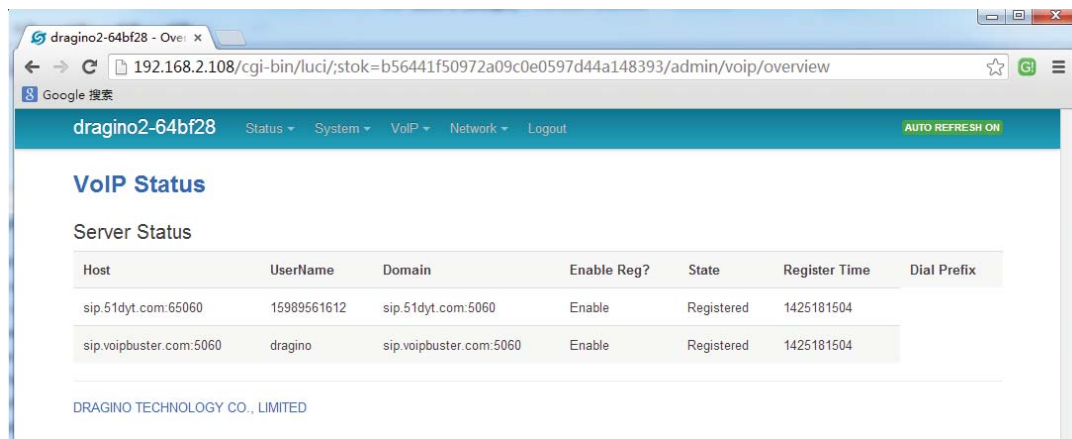 dragino2-64bf28 - Over
192.168.2.108/cgi-bin/luci/;stok=b56441f50972a09c0e0597d44a148393/admin/voip/overview
Google 搜索
dragino2-64bf28 Status System VoIP Network Logout AUTO REFRESH ON
VoIP Status
Server Status
Host UserName Domain Enable Reg? State Register Time Dial Prefix
sip.51dyt.com:65060 15989561612 sip.51dyt.com:5060 Enable Registered 1425181504
sip.voipbuster.com:5060 dragino sip.voipbuster.com:5060 Enable Registered 1425181504
DRAGINO TECHNOLOGY CO., LIMITED